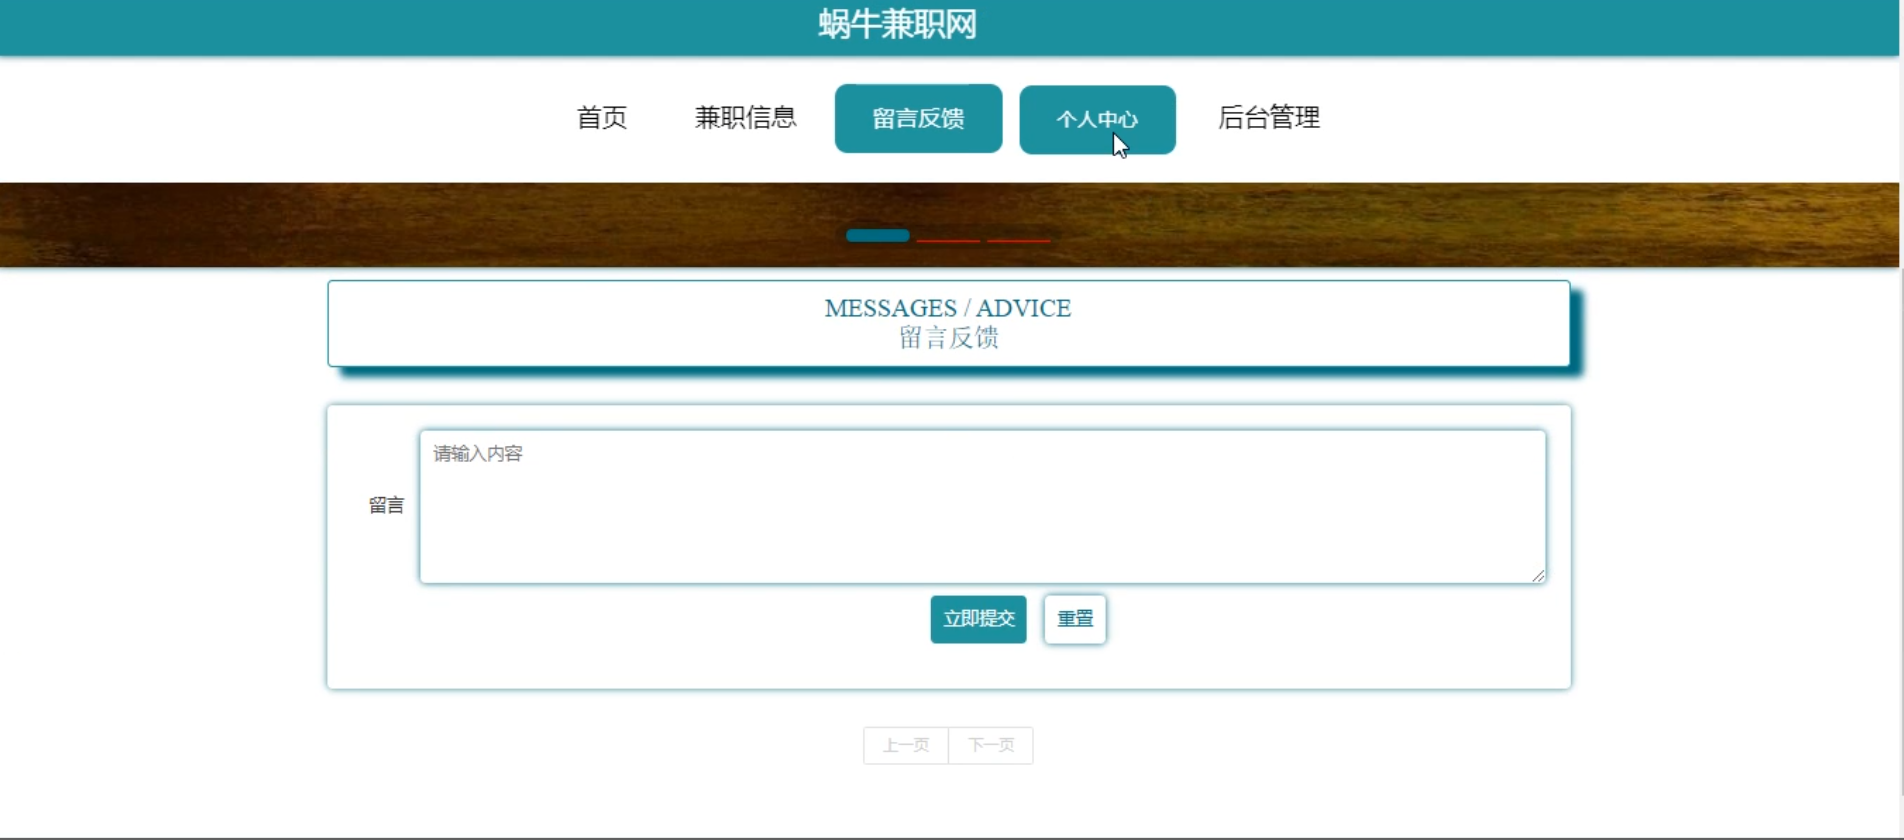 蜗牛兼职网
首页 兼职信息 留言反馈 个人中心 后台管理
MESSAGES / ADVICE
留言反馈
请输入内容
留言
立即提交 重置
上一页 下一页